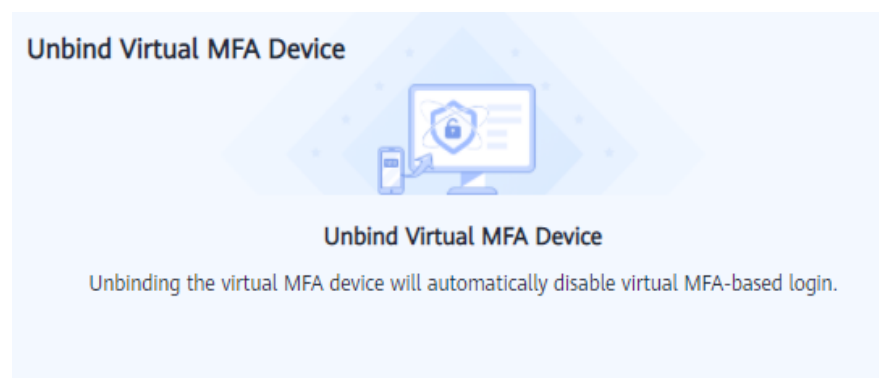 Unbind Virtual MFA Device
Unbind Virtual MFA Device
Unbinding the virtual MFA device will automatically disable virtual MFA-based login.